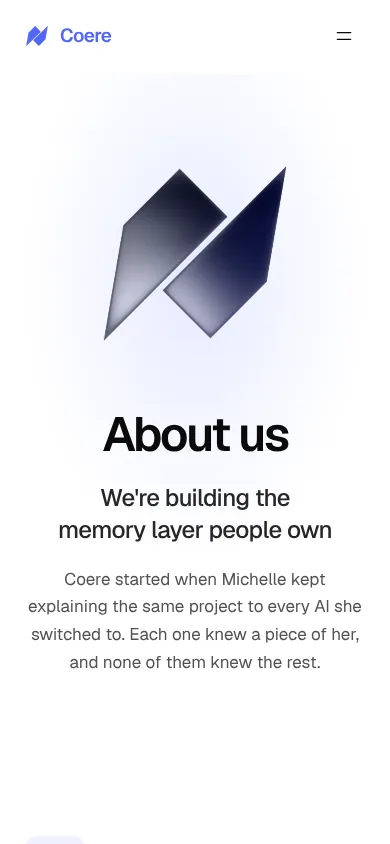 Coere
About us
We're building the
memory layer people own
Coere started when Michelle kept
explaining the same project to every AI she
switched to. Each one knew a piece of her,
and none of them knew the rest.